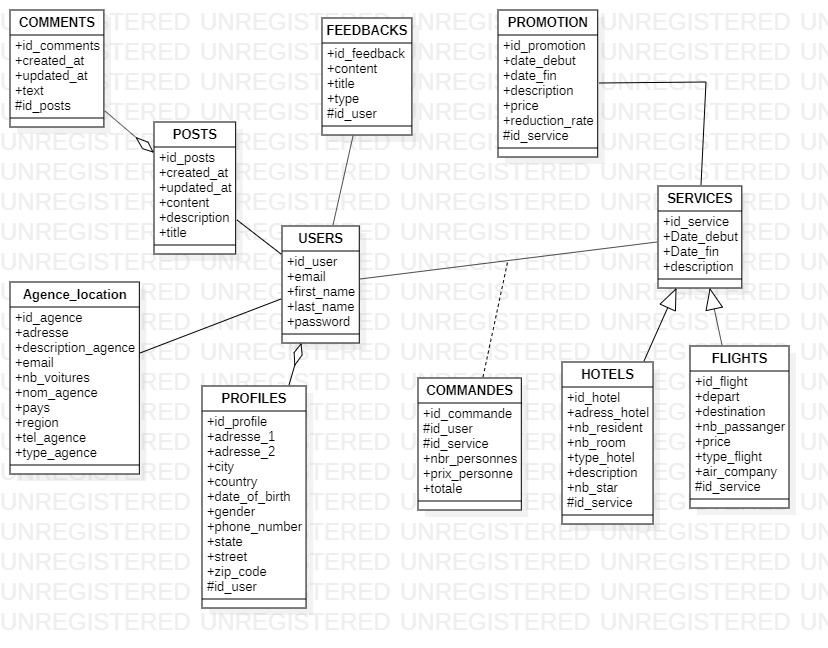 COMMENTS
+id_comments
+created_at
+updated_at
+text
#id_posts
FEEDBACKS
+id_feedback
+content
+title
+type
#id_user
PROMOTION
+id_promotion
+date_debut
+date_fin
+description
+price
+reduction_rate
#id_service
POSTS
+id_posts
+created_at
+updated_at
+content
+description
+title
SERVICES
+id_service
+Date_debut
+Date_fin
+description
USERS
+id_user
+email
+first_name
+last_name
+password
Agence_location
+id_agence
+adresse
+description_agence
+email
+nb_voitures
+nom_agence
+pays
+region
+tel_agence
+type_agence
PROFILES
+id_profile
+adresse_1
+adresse_2
+city
+country
+date_of_birth
+gender
+phone_number
+state
+street
+zip_code
#id_user
COMMANDES
+id_commande
#id_user
#id_service
+nbr_personnes
+prix_personne
+totale
HOTELS
+id_hotel
+adress_hotel
+nb_resident
+nb_room
+type_hotel
+description
+nb_star
#id_service
FLIGHTS
+id_flight
+depart
+destination
+nb_passanger
+price
+type_flight
+air_company
#id_service
UNREGISTERED